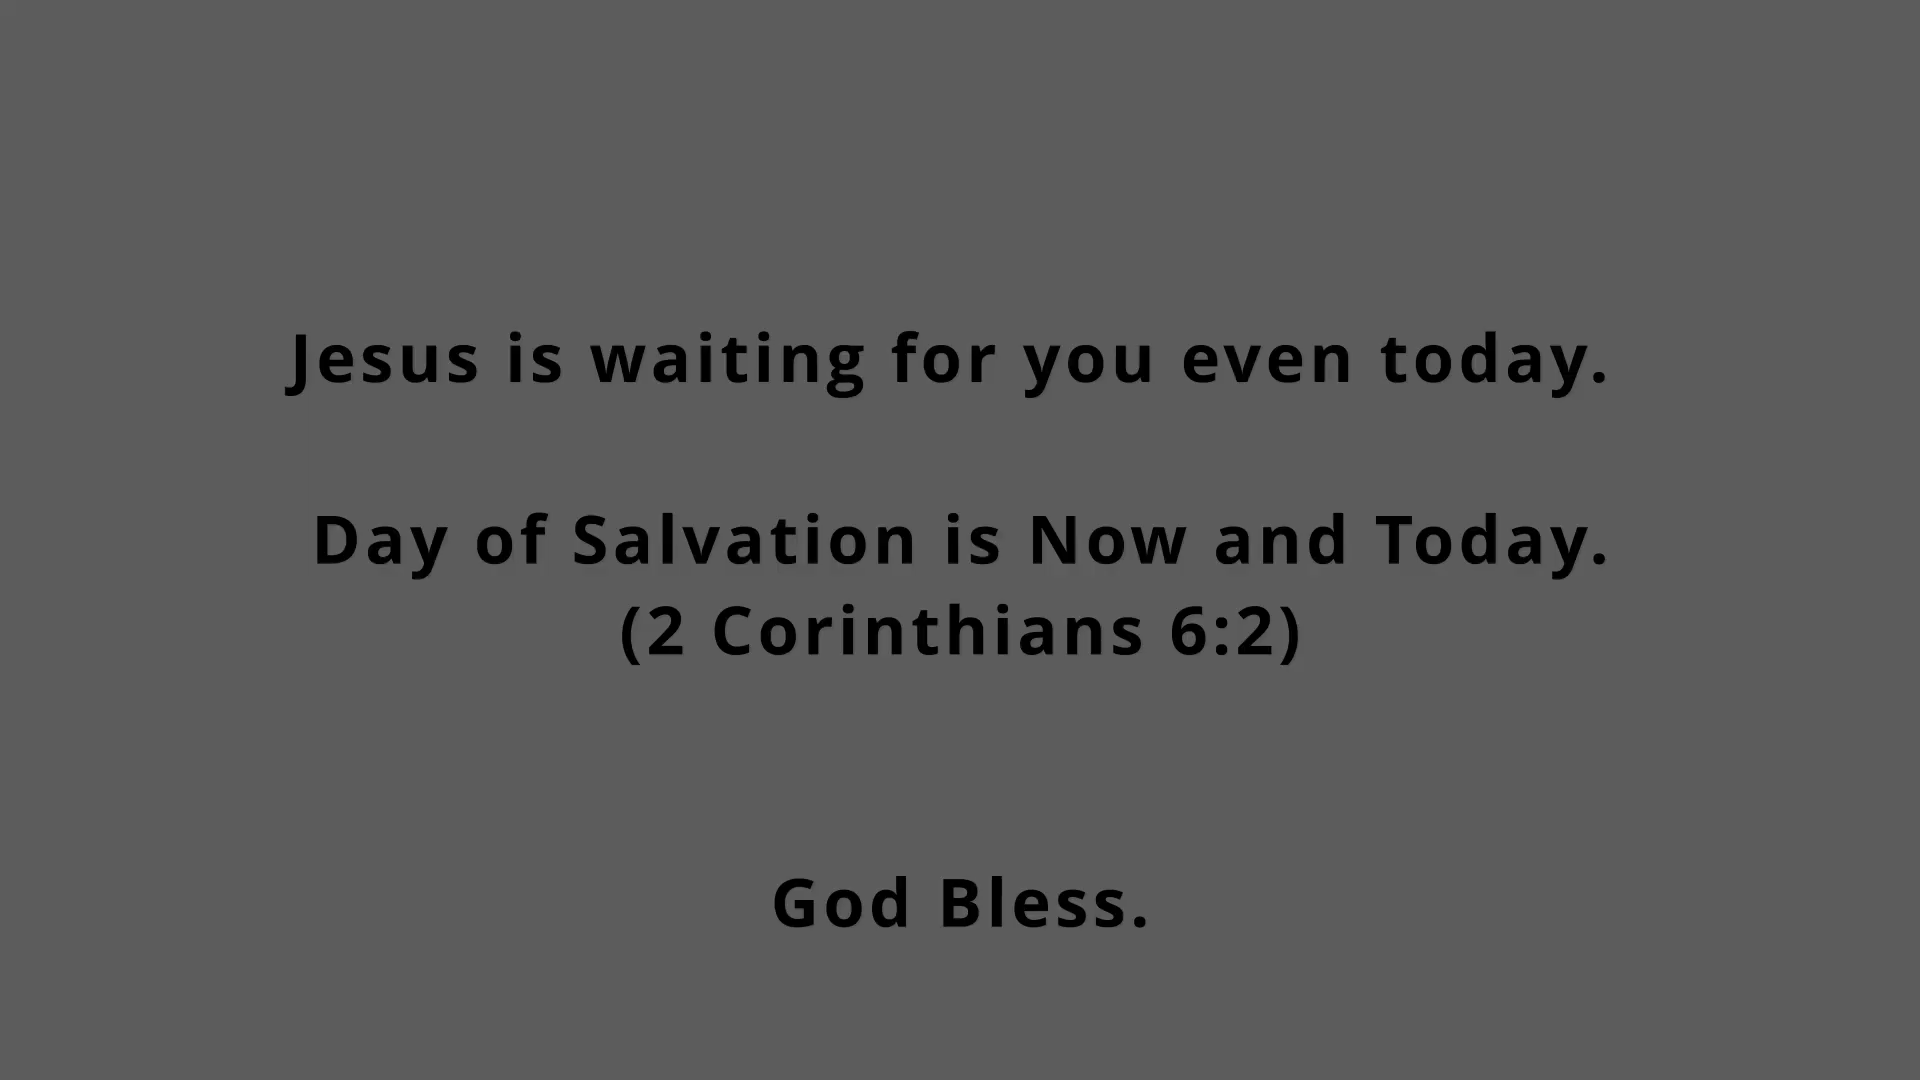 Jesus is waiting for you even today.
Day of Salvation is Now and Today.
(2 Corinthians 6:2)
God Bless.